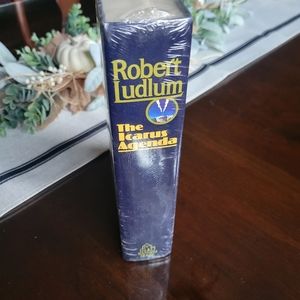 Robert
Ludlum
The
Icarus
Agenda